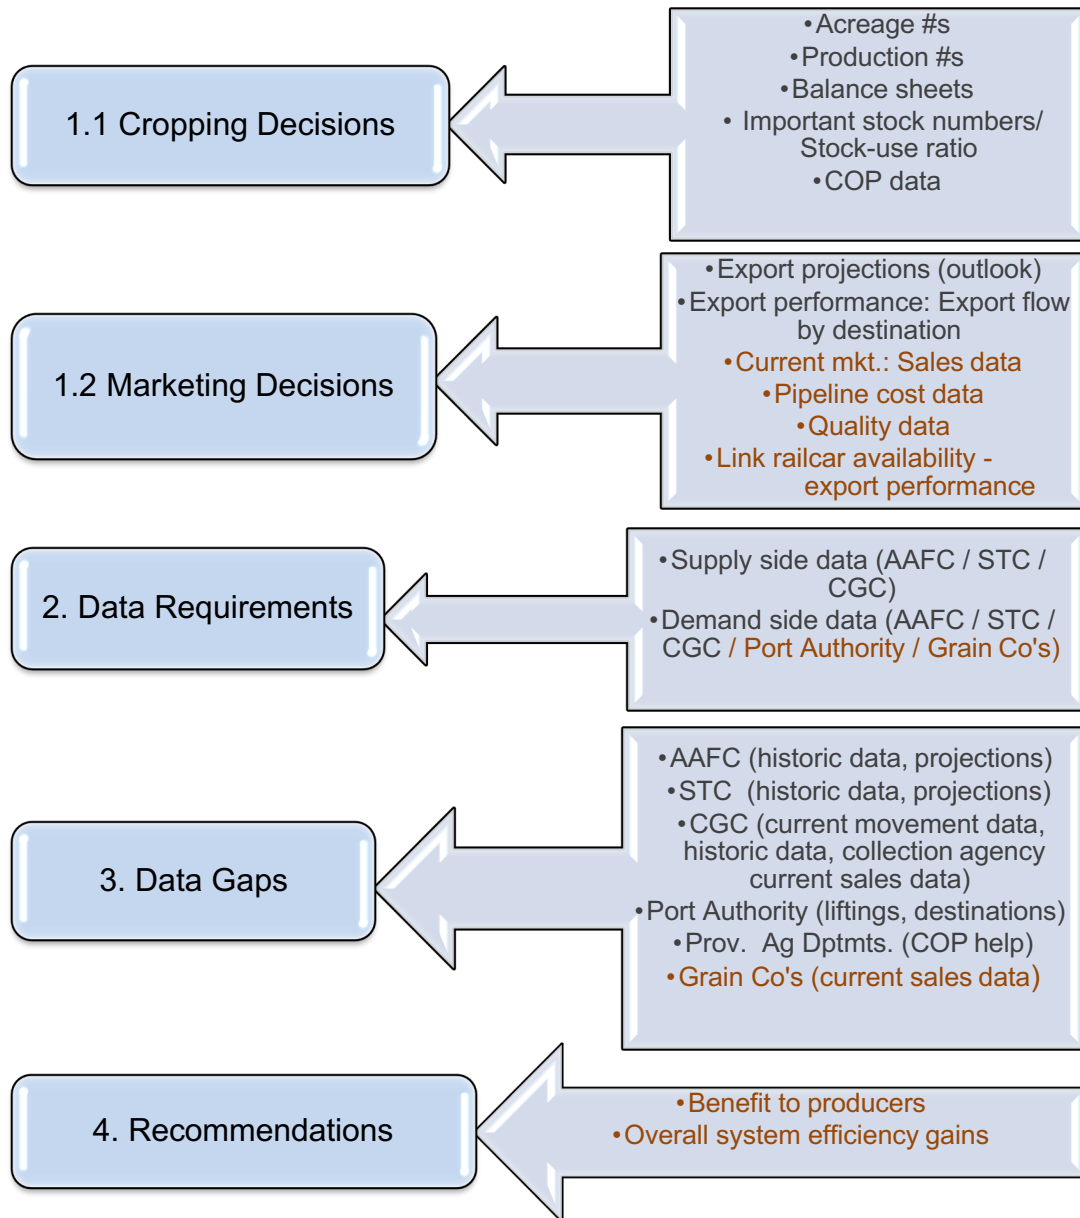 1.1 Cropping Decisions
•Acreage #s
•Production #s
•Balance sheets
• Important stock numbers/
Stock-use ratio
•COP data
1.2 Marketing Decisions
•Export projections (outlook)
•Export performance: Export flow
by destination
•Current mkt.: Sales data
•Pipeline cost data
•Quality data
•Link railcar availability -
export performance
2. Data Requirements
•Supply side data (AAFC / STC /
CGC)
•Demand side data (AAFC / STC /
CGC / Port Authority / Grain Co's)
3. Data Gaps
•AAFC (historic data, projections)
•STC (historic data, projections)
•CGC (current movement data,
historic data, collection agency
current sales data)
•Port Authority (liftings, destinations)
•Prov. Ag Dptmts. (COP help)
•Grain Co's (current sales data)
4. Recommendations
•Benefit to producers
•Overall system efficiency gains